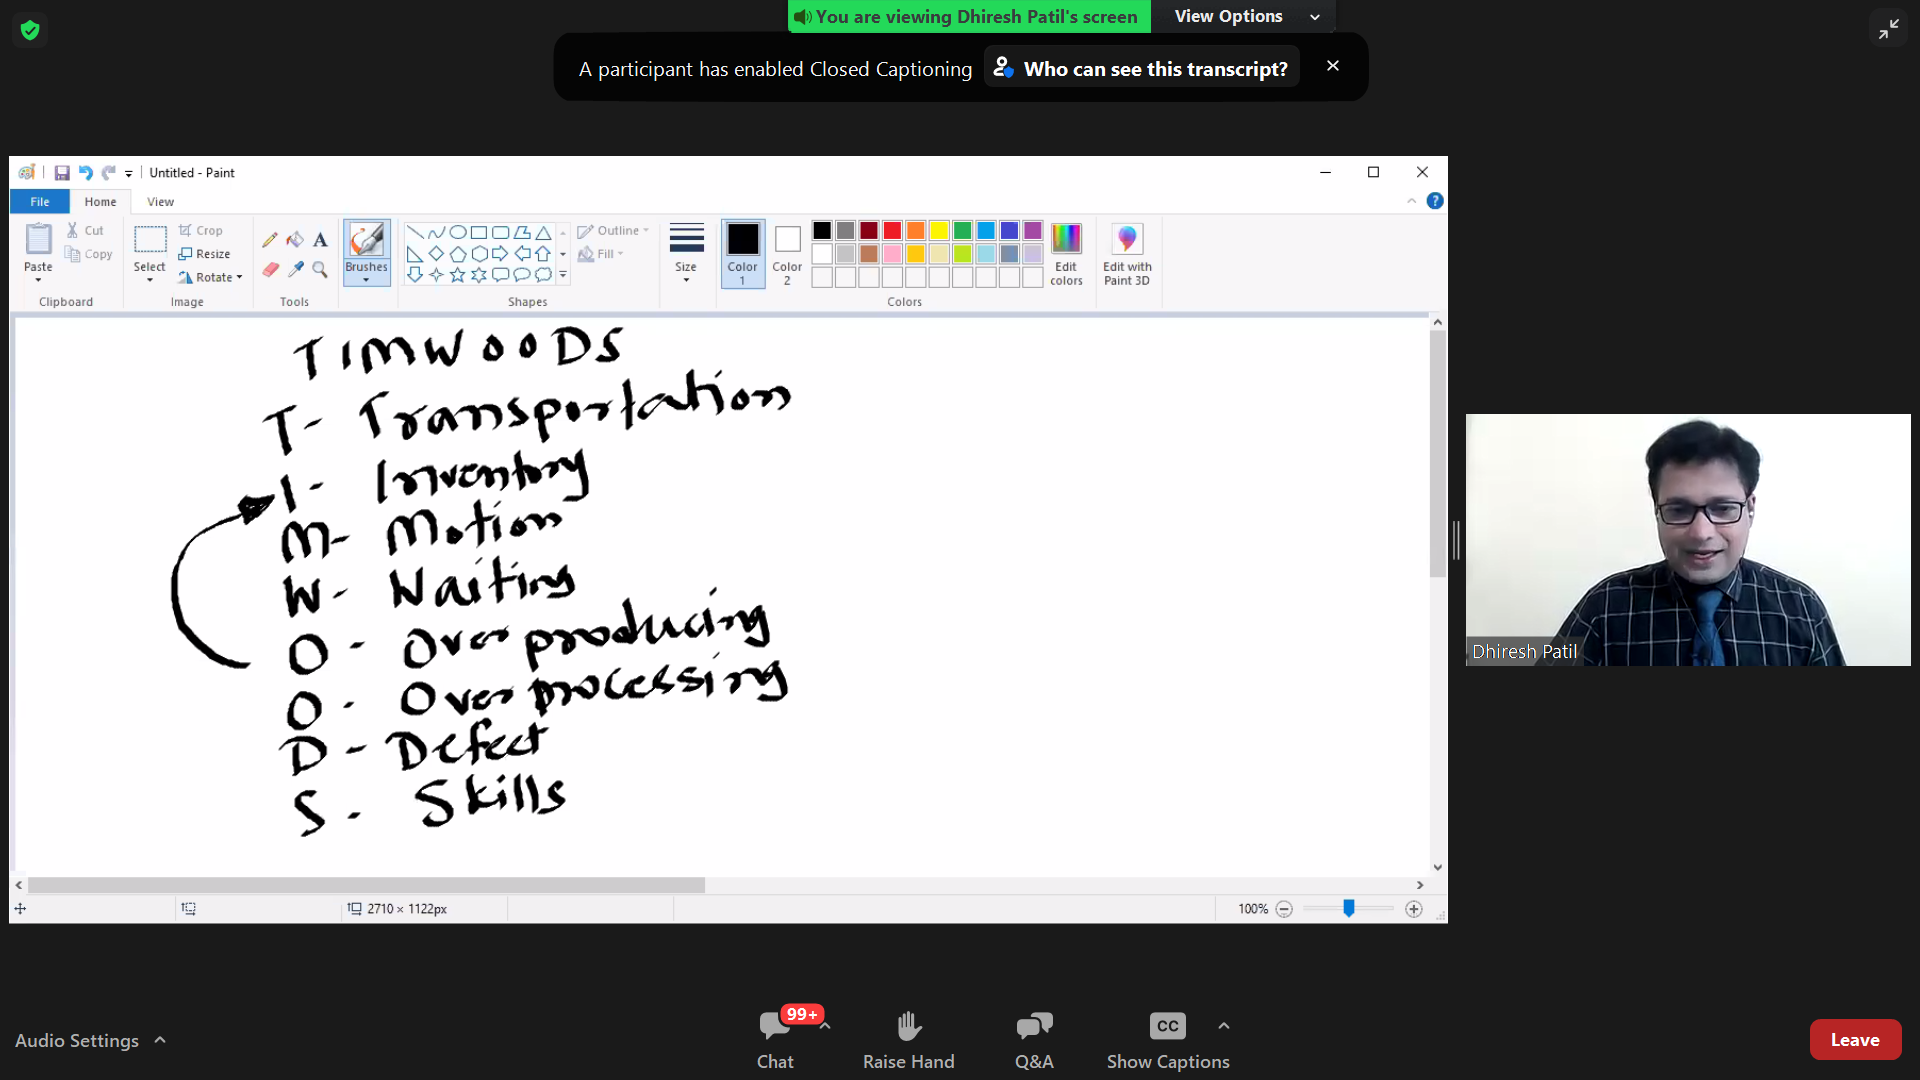 You are viewing Dhiresh Patil's screen View Options
A participant has enabled Closed Captioning Who can see this transcript?
Untitled - Paint
File Home View
Paste Cut Copy
Clipboard
Select Crop Resize Rotate
Image
A
Tools
Brushes
Outline Fill
Shapes
Size
Color 1 Color 2
Edit colors
Colors
Edit with Paint 3D
TIMWOODS
T- Transportation
I- Inventory
M- Motion
W- Waiting
O- Over producing
O- Over processing
D- Defect
S- Skills
Dhiresh Patil
2710 × 1122px 100%
Audio Settings
99+
Chat Raise Hand Q&A CC Show Captions
Leave